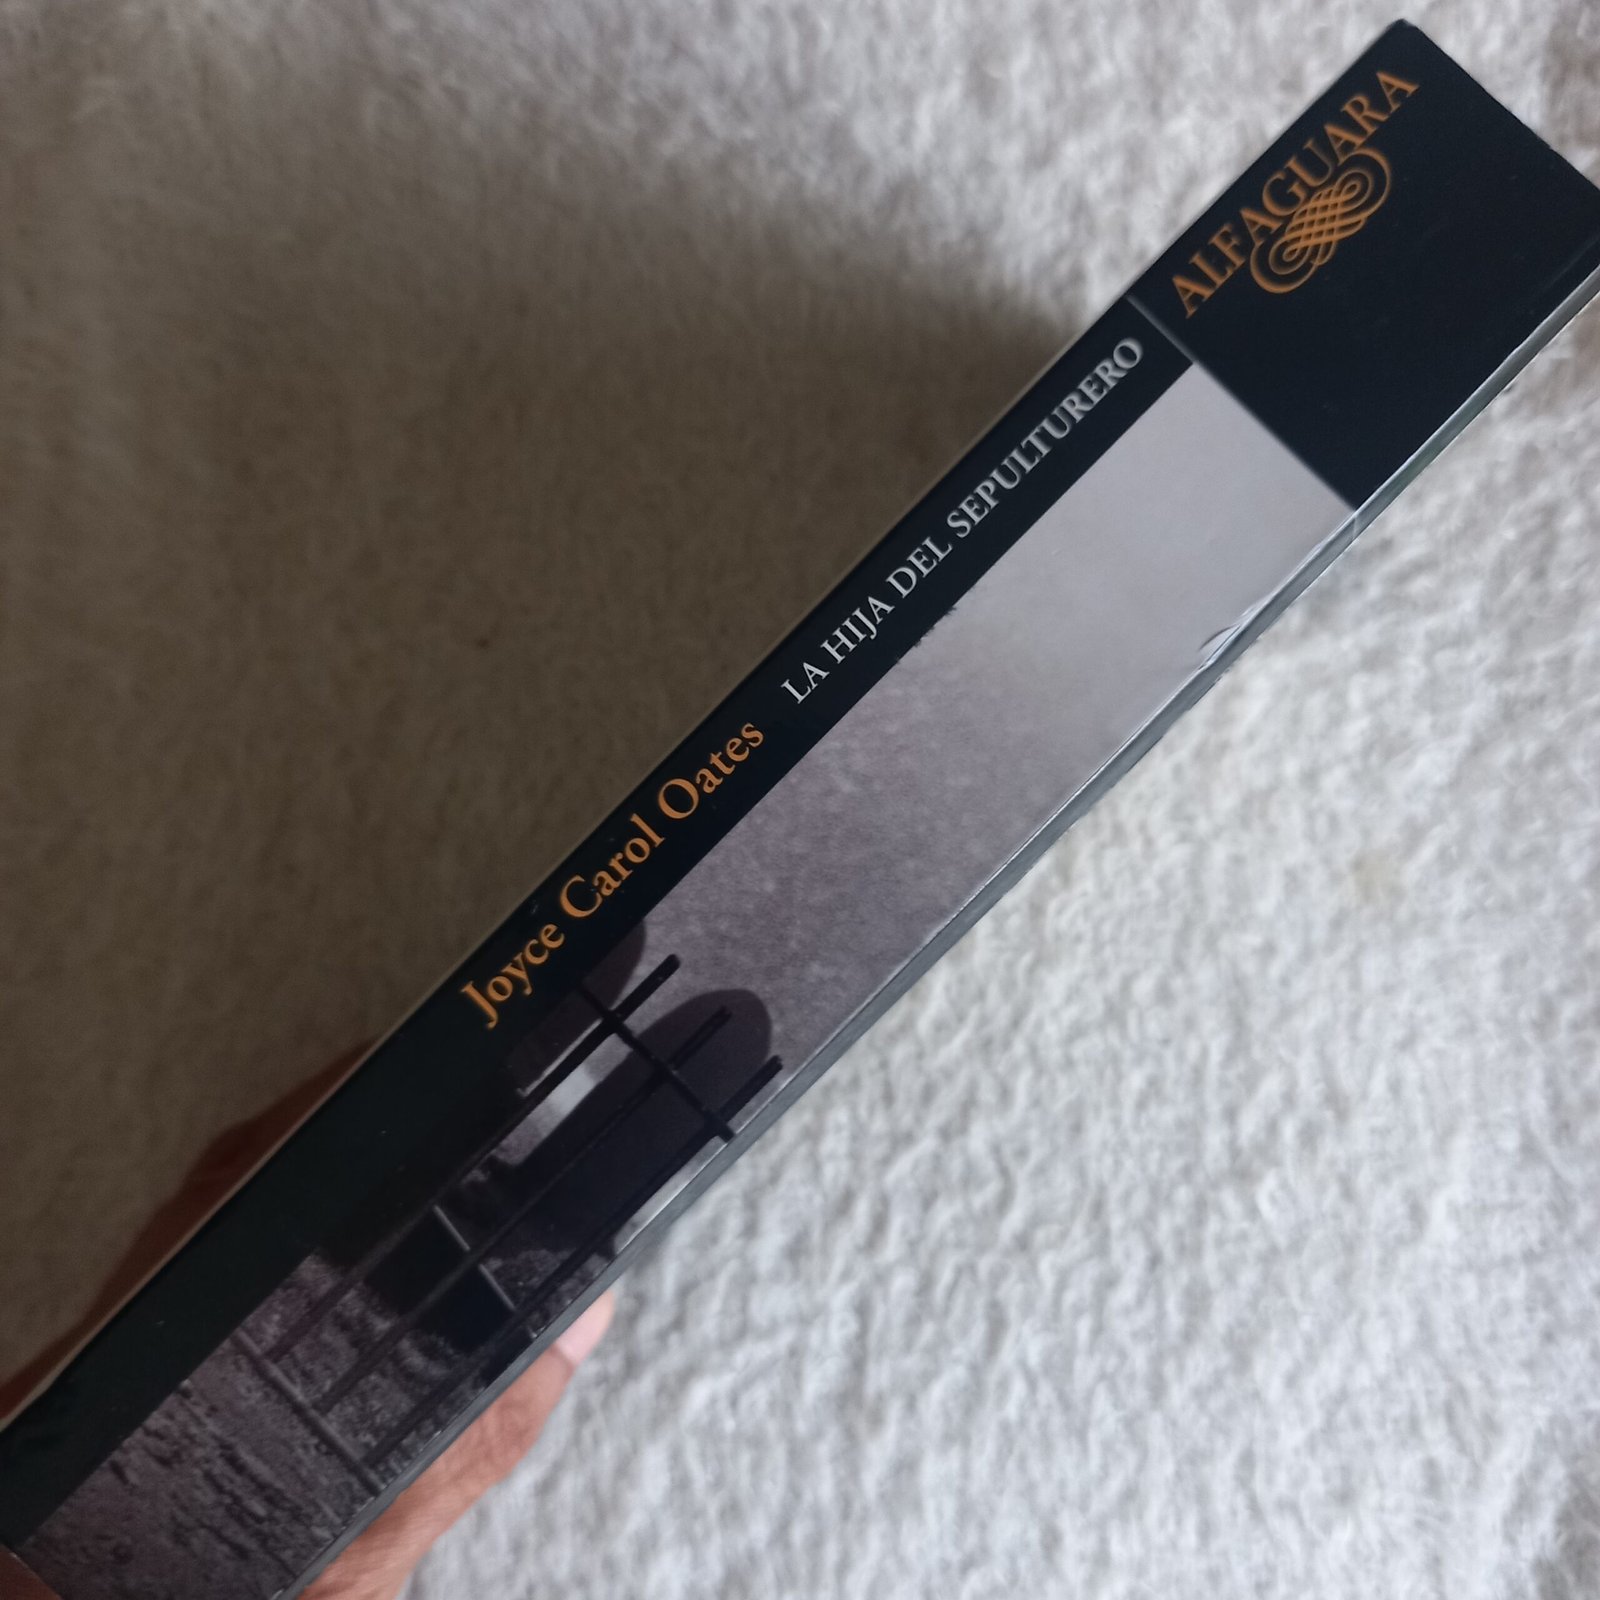 Joyce Carol Oates LA HIJA DEL SEPULTURERO
ALFAGUARA